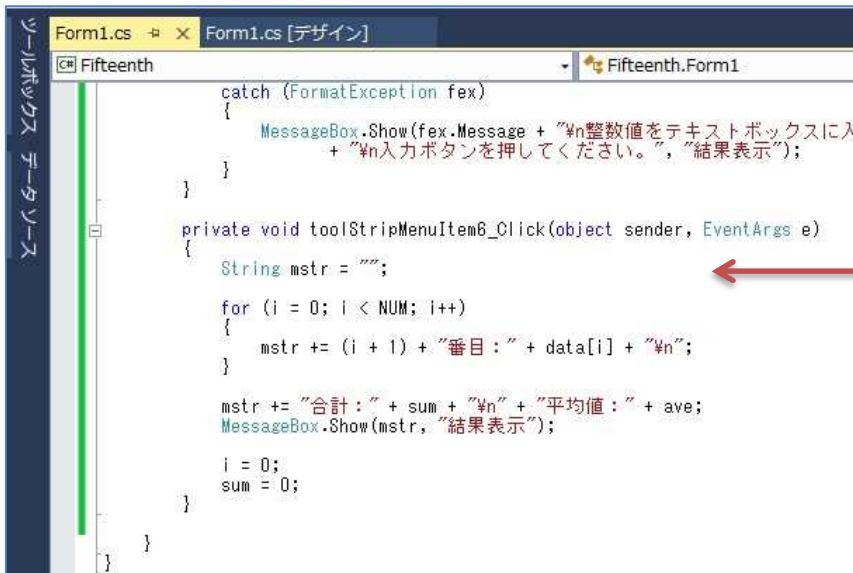 ツールボックス データ ソース
Form1.cs × Form1.cs [デザイン]
C# Fifteenth Fifteenth.Form1
catch (FormatException fex)
{
MessageBox.Show(fex.Message + "¥n整数値をテキストボックスに入
+ "¥n入力ボタンを押してください。", "結果表示");
}
}
private void toolStripMenuItem6_Click(object sender, EventArgs e)
{
String mstr = "";
for (i = 0; i < NUM; i++)
{
mstr += (i + 1) + "番目：" + data[i] + "¥n";
}
mstr += "合計：" + sum + "¥n" + "平均値：" + ave;
MessageBox.Show(mstr, "結果表示");
i = 0;
sum = 0;
}
}
}